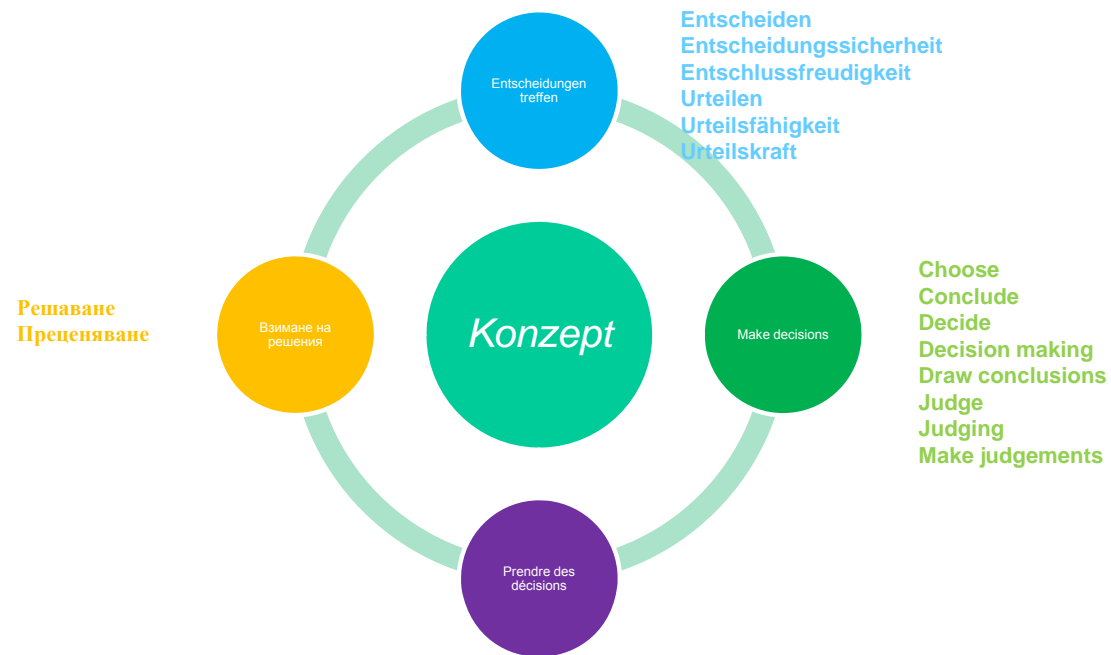 Entscheiden
Entscheidungssicherheit
Entschlussfreudigkeit
Urteilen
Urteilsfähigkeit
Urteilskraft
Entscheidungen
treffen
Choose
Conclude
Decide
Decision making
Draw conclusions
Judge
Judging
Make judgements
Решаване
Преценяване
Взимане на
решения
Konzept
Make decisions
Prendre des
décisions